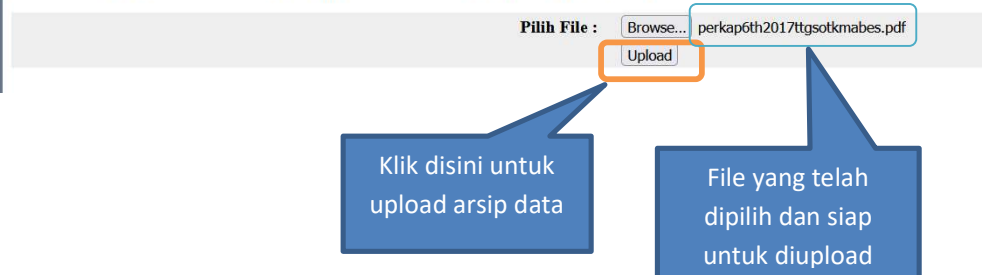 Pilih File : Browse... perkap6th2017ttgsotkmabes.pdf
Upload
Klik disini untuk
upload arsip data
File yang telah
dipilih dan siap
untuk diupload